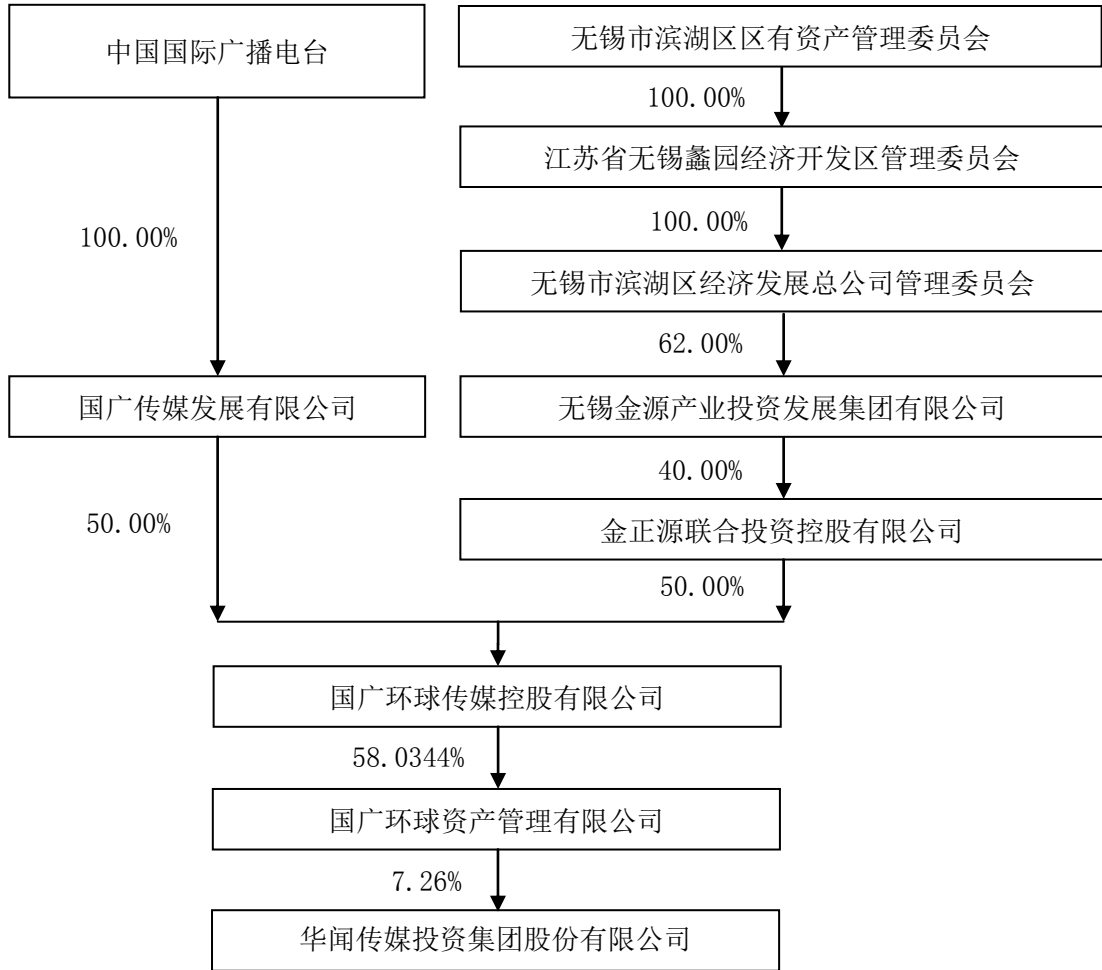 中国国际广播电台
无锡市滨湖区区有资产管理委员会
100.00%
江苏省无锡蠡园经济开发区管理委员会
100.00%
100.00%
无锡市滨湖区经济发展总公司管理委员会
62.00%
国广传媒发展有限公司
无锡金源产业投资发展集团有限公司
40.00%
50.00%
金正源联合投资控股有限公司
50.00%
国广环球传媒控股有限公司
58.0344%
国广环球资产管理有限公司
7.26%
华闻传媒投资集团股份有限公司